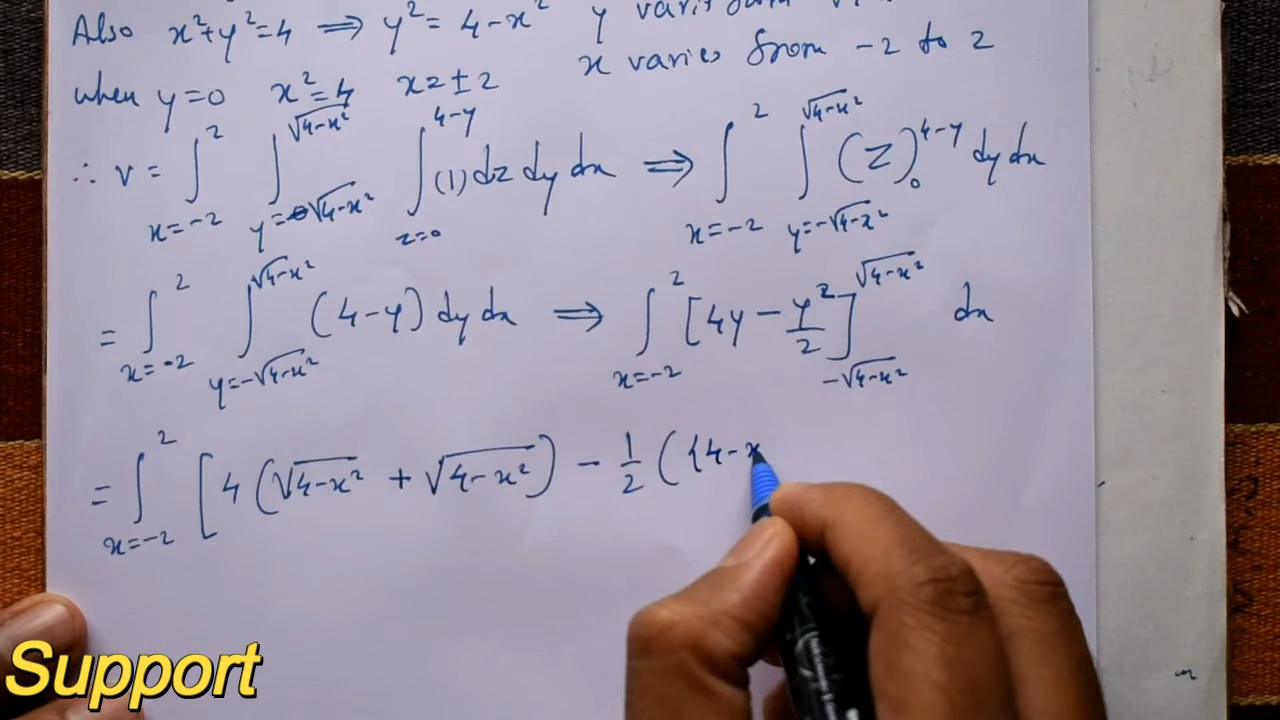 Also x²+y²=4 ⟹ y² = 4-x² y
when y=0 x²=4 x=±2 x varies from -2 to 2
∴ v = ∫_{x=-2}^{2} ∫_{y=-√4-x²}^{√4-x²} ∫_{z=0}^{4-y} (1) dz dy dx ⟹ ∫_{x=-2}^{2} ∫_{y=-√4-x²}^{√4-x²} (z)_0^{4-y} dy dx
= ∫_{x=-2}^{2} ∫_{y=-√4-x²}^{√4-x²} (4-y) dy dx ⟹ ∫_{x=-2}^{2} [4y - y²/2]_{-√4-x²}^{√4-x²} dx
= ∫_{x=-2}^{2} [4(√4-x² + √4-x²) - 1/2 ({4-x
Support